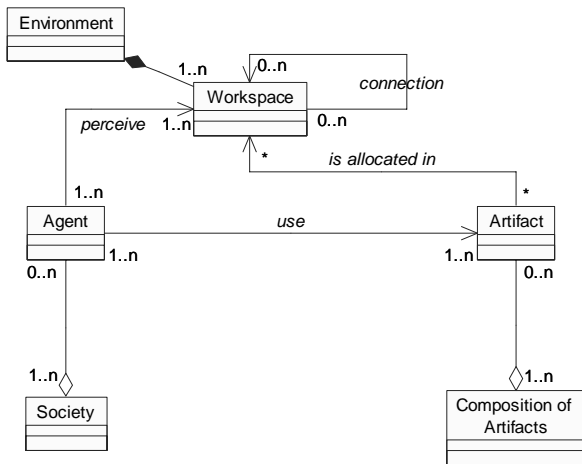 Environment
1..n
0..n
connection
Workspace
perceive
1..n
0..n
*
is allocated in
1..n
*
Agent
use
Artifact
0..n
1..n
1..n
0..n
1..n
1..n
Society
Composition of
Artifacts